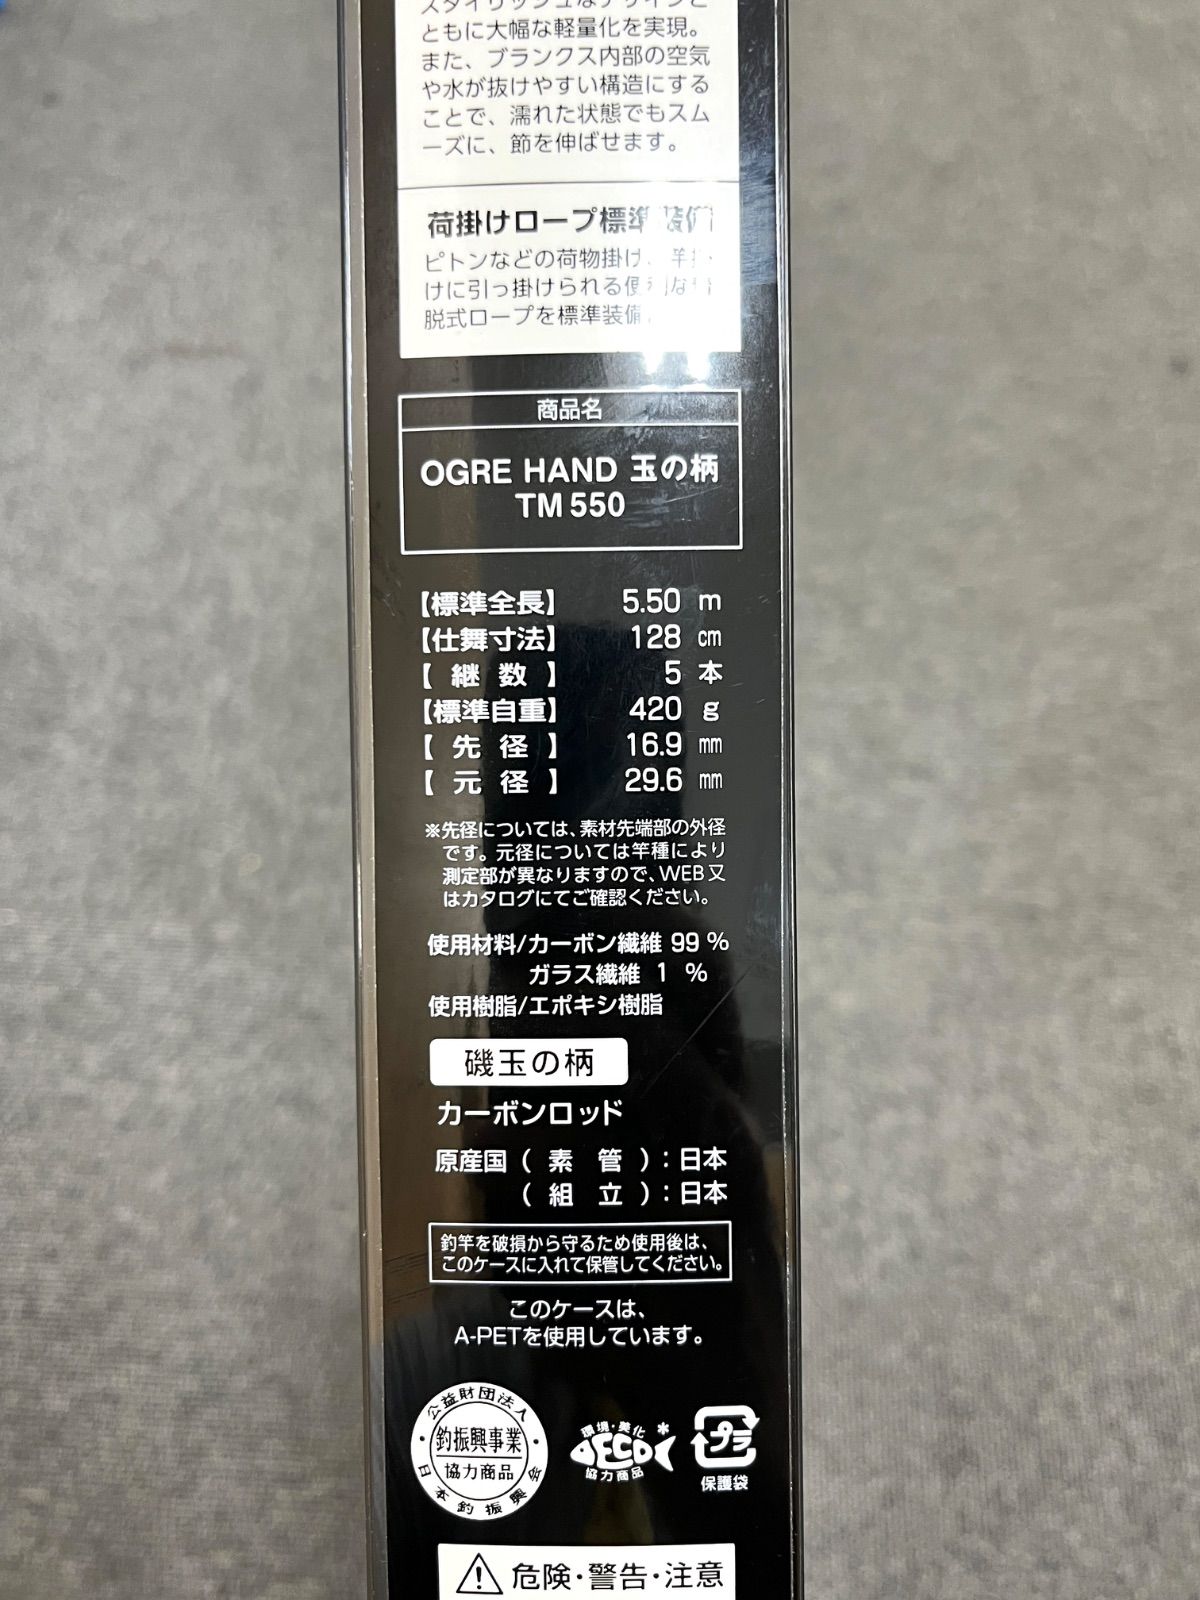 スタイリッシュなデザインと
ともに大幅な軽量化を実現。
また、ブランクス内部の空気
や水が抜けやすい構造にする
ことで、濡れた状態でもスム
ーズに、節を伸ばせます。
荷掛けロープ標準装備
ピトンなどの荷物掛け、竿掛
けに引っ掛けられる便利な着
脱式ロープを標準装備。
商品名
OGRE HAND 玉の柄
TM 550
【標準全長】 5.50 m
【仕舞寸法】 128 cm
【継数】 5 本
【標準自重】 420 g
【先径】 16.9 mm
【元径】 29.6 mm
※先径については、素材先端部の外径
です。元径については竿種により
測定部が異なりますので、WEB又
はカタログにてご確認ください。
使用材料/カーボン繊維 99 %
ガラス繊維 1 %
使用樹脂/エポキシ樹脂
磯玉の柄
カーボンロッド
原産国(素管):日本
(組立):日本
釣竿を破損から守るため使用後は、
このケースに入れて保管してください。
このケースは、
A-PETを使用しています。
公益財団法人
釣振興事業
協力商品
日本釣振興会
環境・美化
ECO
協力商品
プラ
保護袋
危険・警告・注意